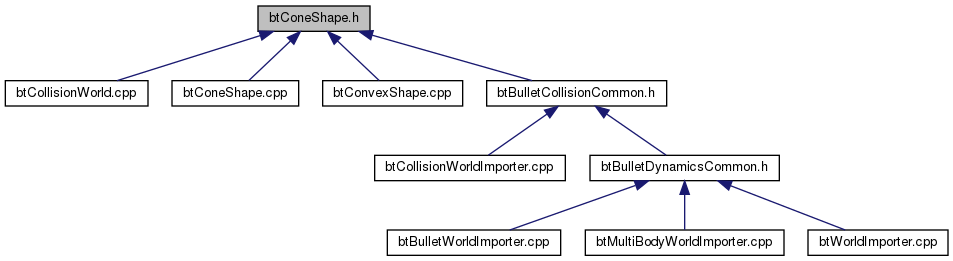 btConeShape.h
btCollisionWorld.cpp
btConeShape.cpp
btConvexShape.cpp
btBulletCollisionCommon.h
btCollisionWorldImporter.cpp
btBulletDynamicsCommon.h
btBulletWorldImporter.cpp
btMultiBodyWorldImporter.cpp
btWorldImporter.cpp